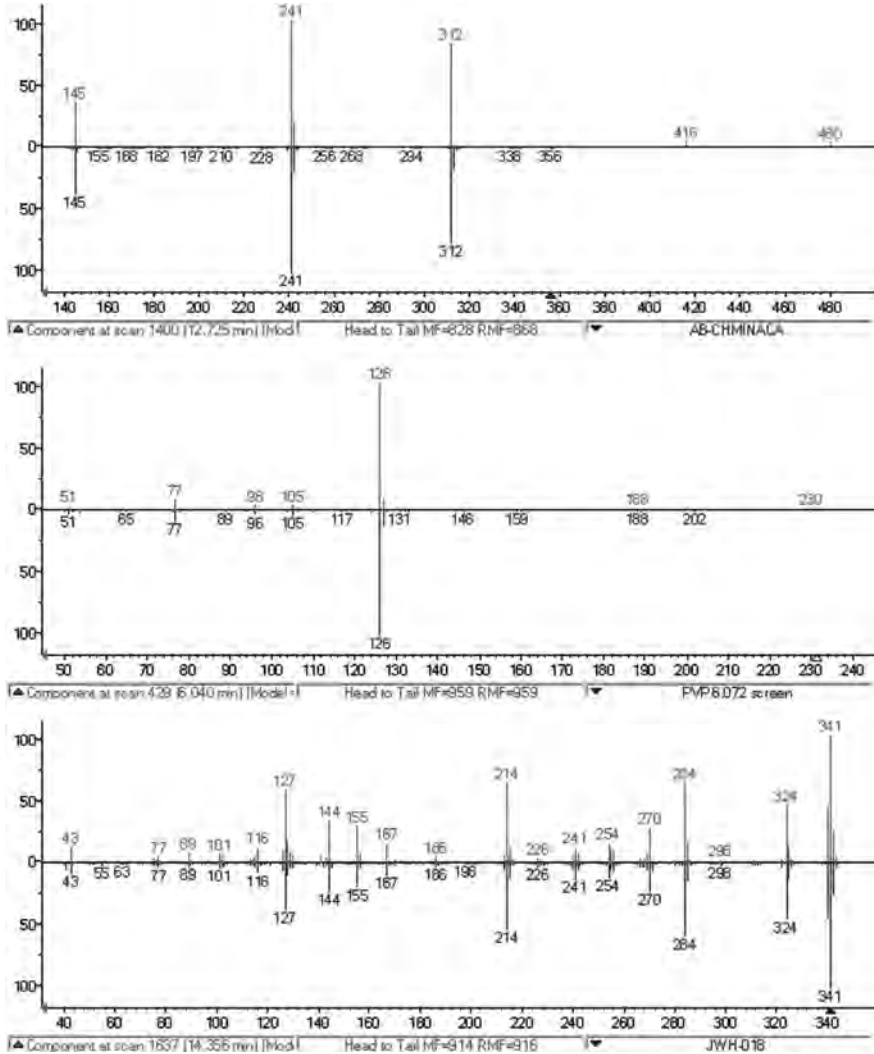 241
100
312
50
145
416 480
0
155 168 182 197 210 228 256 268 294 338 356
145
50
312
100
241
140 160 180 200 220 240 260 280 300 320 340 360 380 400 420 440 460 480
Component at scan 1400 (12.725 min) [Model Head to Tail MF=828 RMF=868 AB-CHMINACA
126
100
50
51 77 98 105 188 230
0
51 65 77 89 96 105 117 131 146 159 188 202
50
100
126
50 60 70 80 90 100 110 120 130 140 150 160 170 180 190 200 210 220 230 240
Component at scan 429 (6.040 min) [Model = Head to Tail MF=959 RMF=959 PVP.6.072 screen
341
100
127 214 284
50
324
144 155
270
43 77 89 101 116 167 186 226 241 254 298
0
43 55 63 77 89 101 116 144 155 167 186 198 226 241 254 270 298
127
50
214 284 324
100
341
40 60 80 100 120 140 160 180 200 220 240 260 280 300 320 340
Component at scan 1637 (14.356 min) [Model Head to Tail MF=914 RMF=916 JWH-018